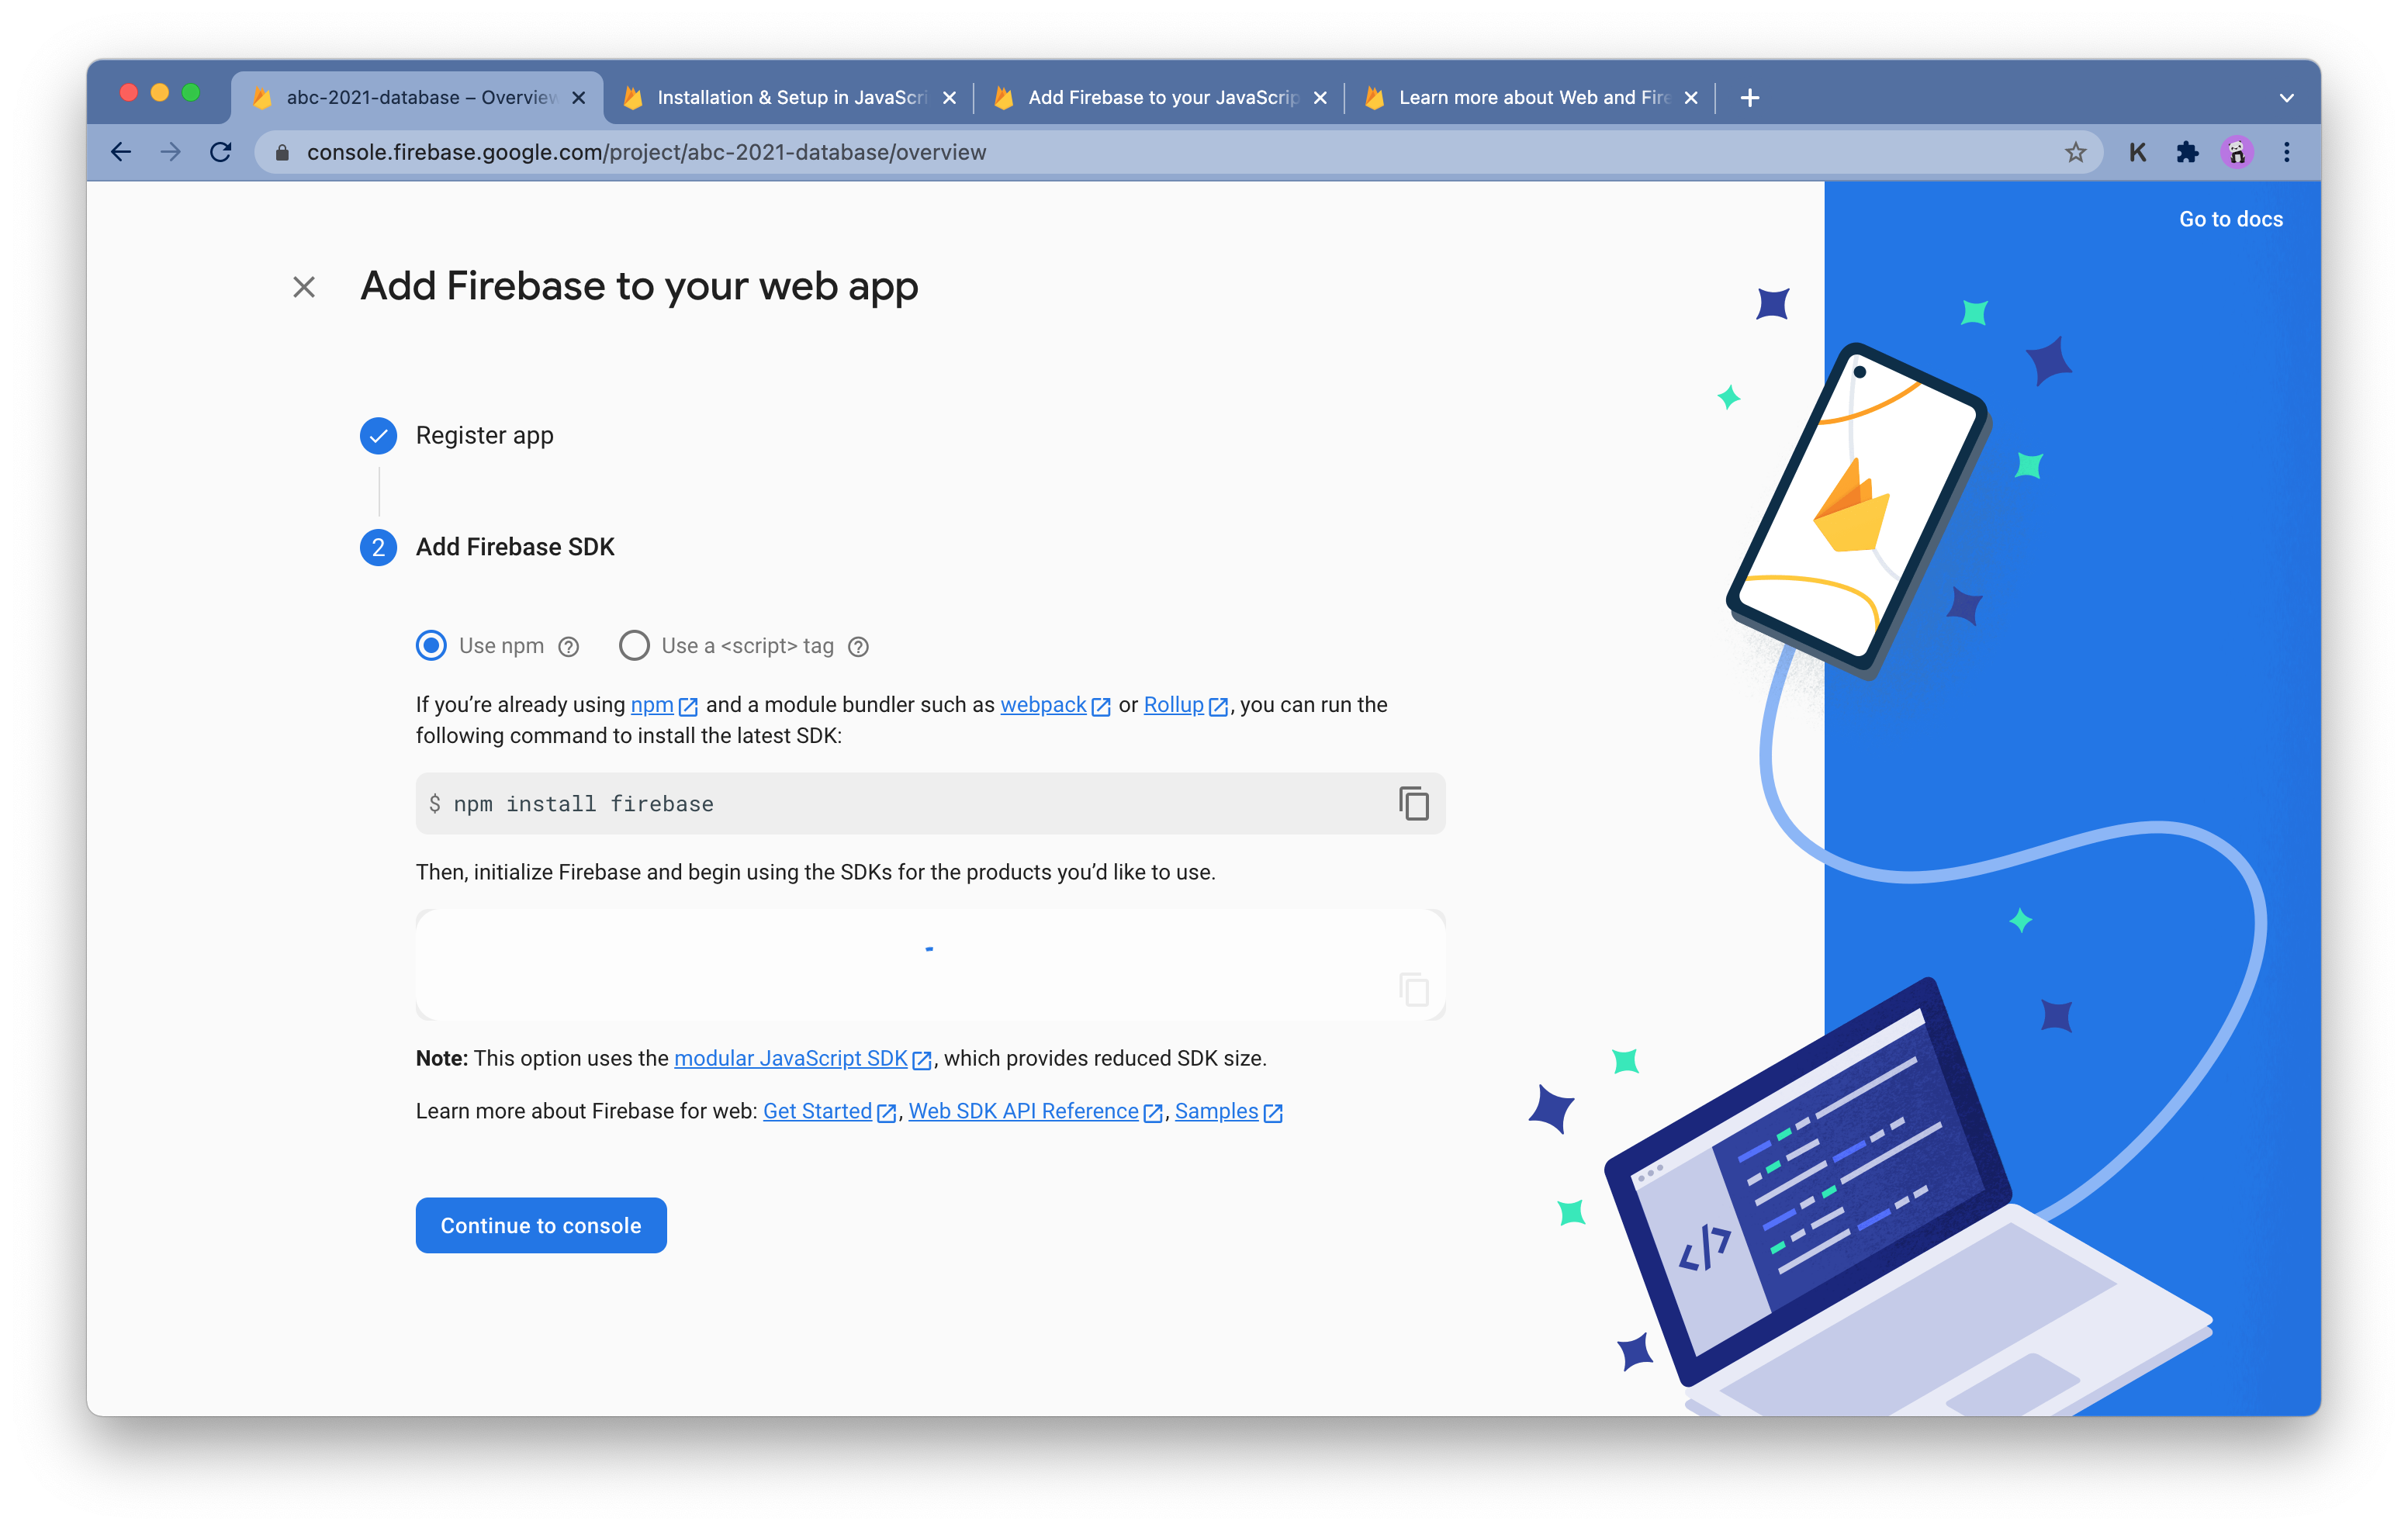 abc-2021-database – Overview
Installation & Setup in JavaScri
Add Firebase to your JavaScrip
Learn more about Web and Fire
console.firebase.google.com/project/abc-2021-database/overview
K
Go to docs
Add Firebase to your web app
Register app
2 Add Firebase SDK
Use npm ? Use a <script> tag ?
If you’re already using npm and a module bundler such as webpack or Rollup, you can run the
following command to install the latest SDK:
$ npm install firebase
Then, initialize Firebase and begin using the SDKs for the products you’d like to use.
Note: This option uses the modular JavaScript SDK, which provides reduced SDK size.
Learn more about Firebase for web: Get Started, Web SDK API Reference, Samples
</>
Continue to console